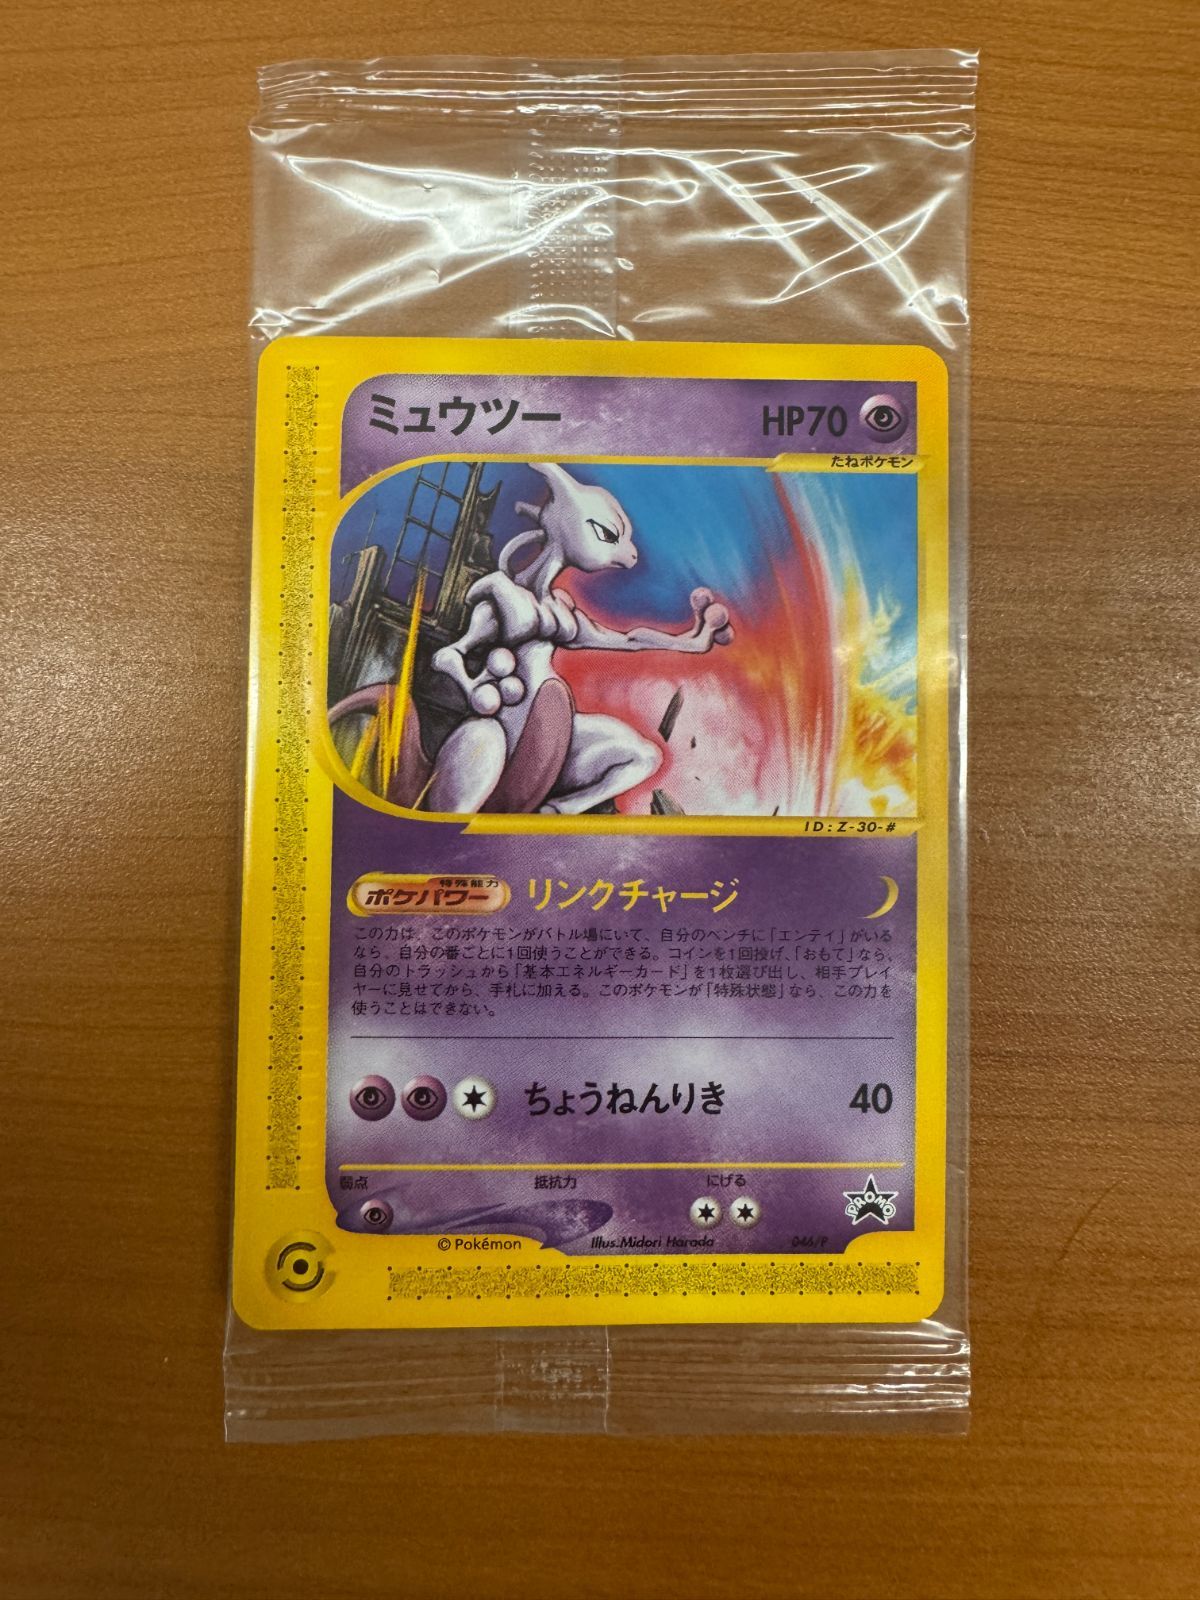 ミュウツー
HP70
たねポケモン
ID:Z-30-#
特殊能力
ポケパワー
リンクチャージ
この力は、このポケモンがバトル場にいて、自分のベンチに「エンテイ」がいる
なら、自分の番ごとに1回使うことができる。コインを1回投げ、「おもて」なら、
自分のトラッシュから「基本エネルギーカード」を1枚選び出し、相手プレイ
ヤーに見せてから、手札に加える。このポケモンが「特殊状態」なら、この力を
使うことはできない。
ちょうねんりき
40
弱点
抵抗力
にげる
PROMO
© Pokémon
Illus.Midori Harada
046/P